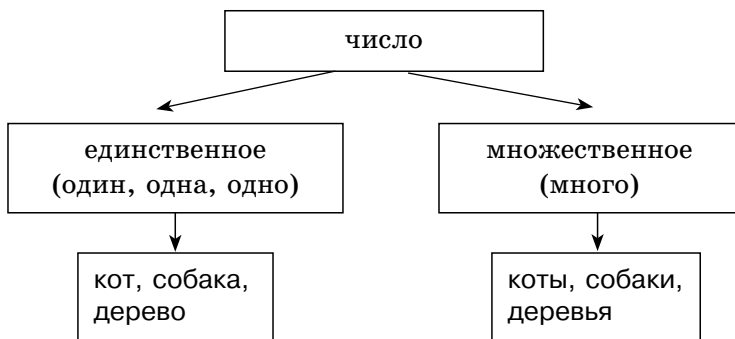 число
единственное
(один, одна, одно)
множественное
(много)
кот, собака,
дерево
коты, собаки,
деревья